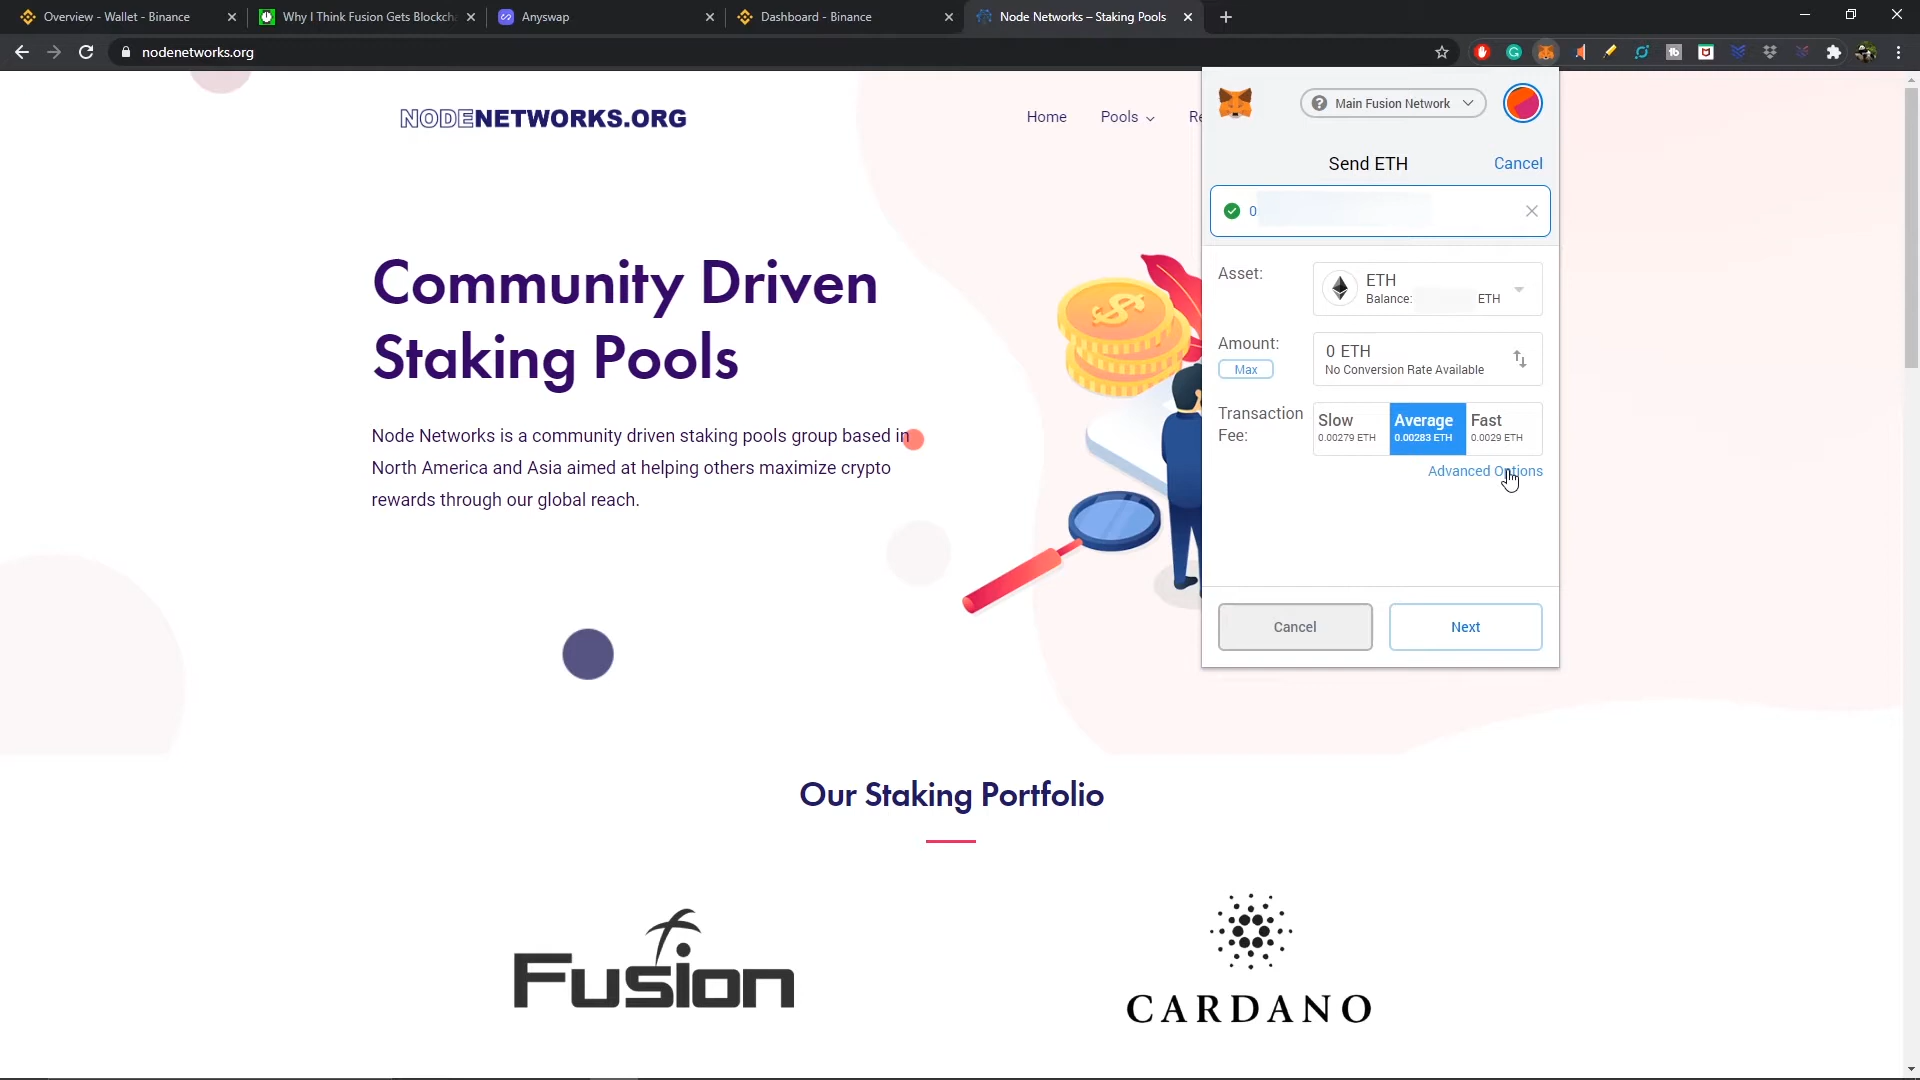 Overview - Wallet - Binance
Why I Think Fusion Gets Blockcha
Anyswap
Dashboard - Binance
Node Networks – Staking Pools
nodenetworks.org
NODENETWORKS.ORG
Home
Pools
Re
Community Driven
Staking Pools
Node Networks is a community driven staking pools group based in
North America and Asia aimed at helping others maximize crypto
rewards through our global reach.
Main Fusion Network
Send ETH
Cancel
0
Asset:
ETH
Balance: ETH
Amount:
Max
0 ETH
No Conversion Rate Available
Transaction
Fee:
Slow
0.00279 ETH
Average
0.00283 ETH
Fast
0.0029 ETH
Advanced Options
Cancel
Next
Our Staking Portfolio
Fusion
CARDANO